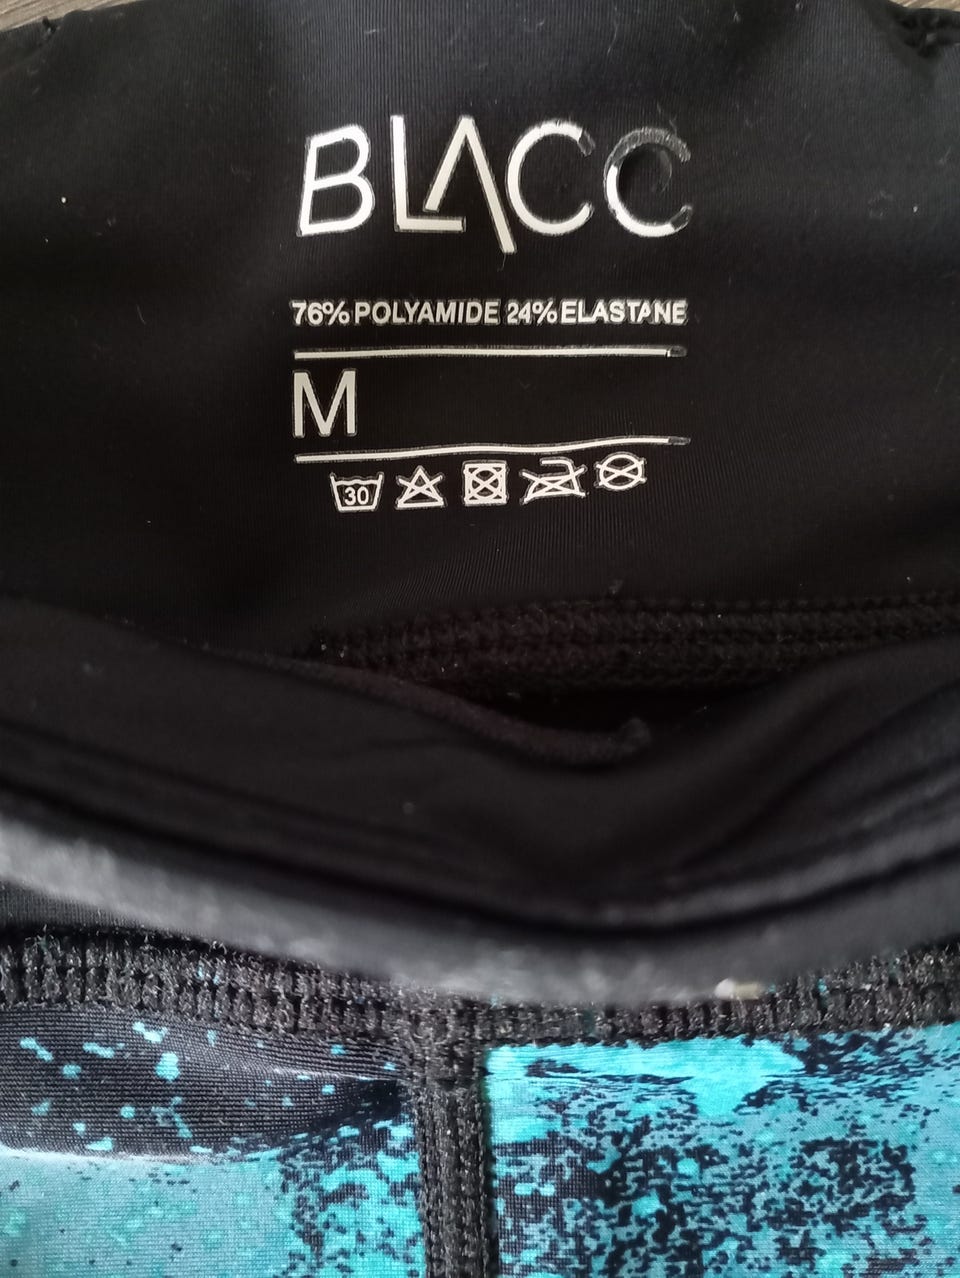 BLACC
76% POLYAMIDE 24% ELASTANE
M
30